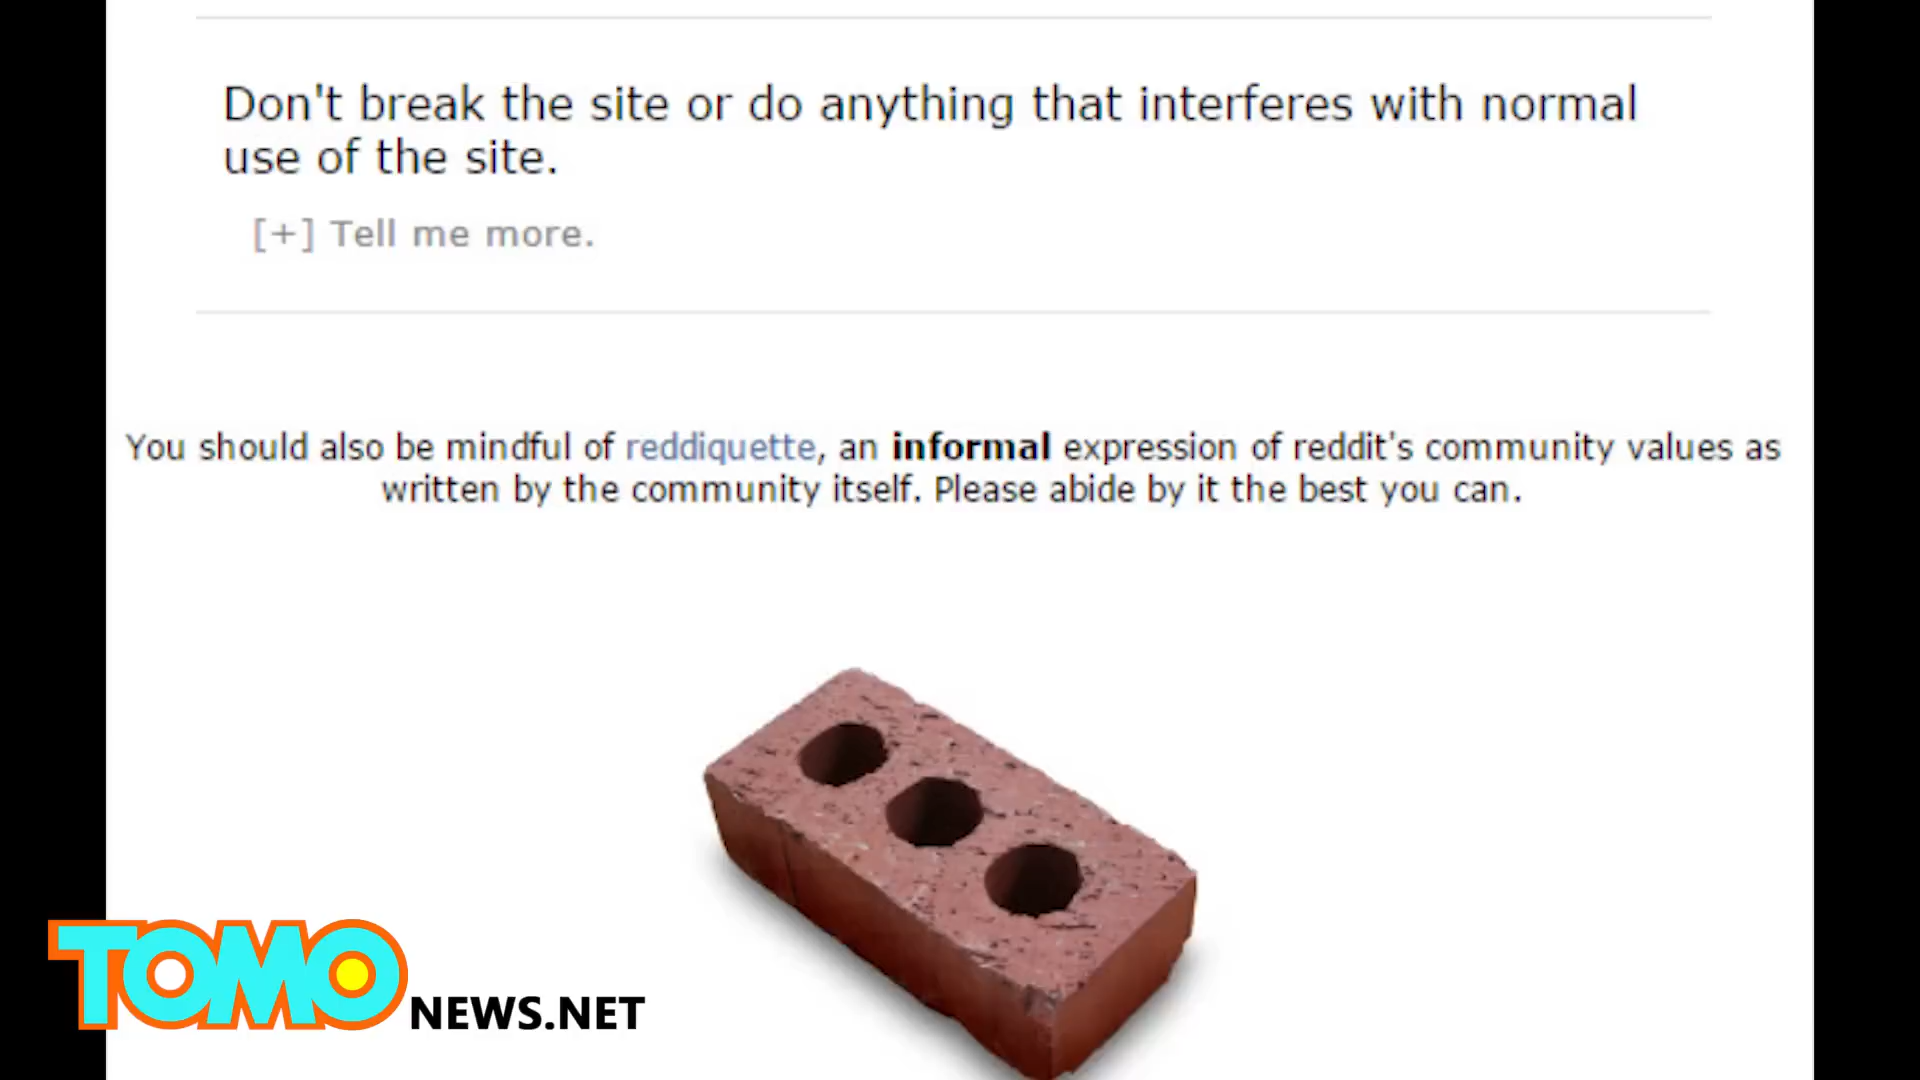 Don't break the site or do anything that interferes with normal
use of the site.
[+] Tell me more.
You should also be mindful of reddiquette, an informal expression of reddit's community values as
written by the community itself. Please abide by it the best you can.
TOMO NEWS.NET